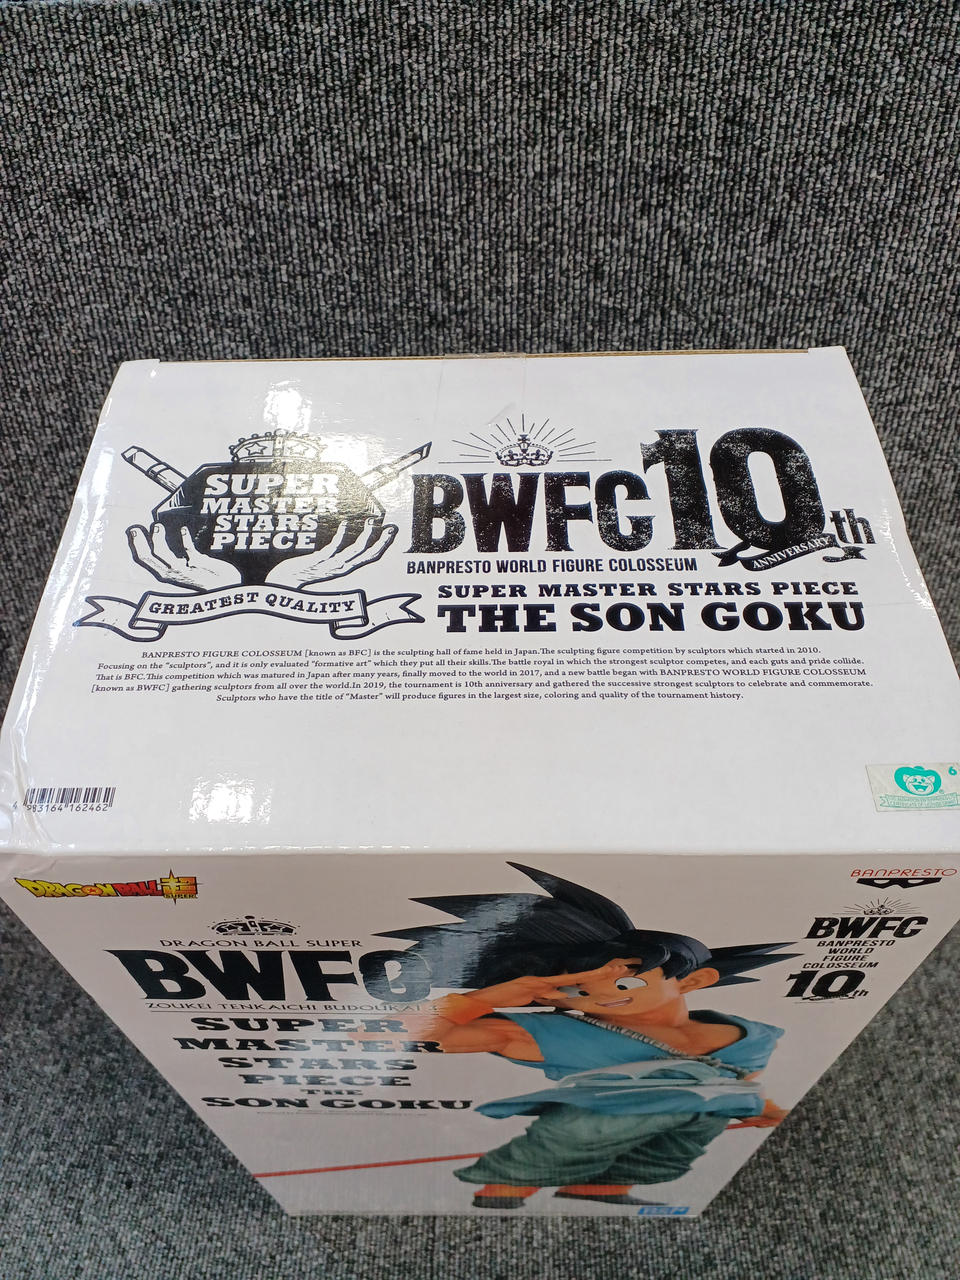 SUPER
MASTER
STARS
PIECE
GREATEST QUALITY
BWFC 10th
ANNIVERSARY
BANPRESTO WORLD FIGURE COLOSSEUM
SUPER MASTER STARS PIECE
THE SON GOKU
BANPRESTO FIGURE COLOSSEUM [known as BFC] is the sculpting hall of fame held in Japan.The sculpting figure competition by sculptors which started in 2010.
Focusing on the "sculptors", and it is only evaluated "formative art" which they put all their skills.The battle royal in which the strongest sculptor competes, and each guts and pride collide.
That is BFC.This competition which was matured in Japan after many years, finally moved to the world in 2017, and a new battle began with BANPRESTO WORLD FIGURE COLOSSEUM
[known as BWFC] gathering sculptors from all over the world.In 2019, the tournament is 10th anniversary and gathered the successive strongest sculptors to celebrate and commemorate.
Sculptors who have the title of "Master" will produce figures in the largest size, coloring and quality of the tournament history.
4 983164 162462
6
DRAGON BALL 超
SUPER
BANPRESTO
DRAGON BALL SUPER
BWFC
ZOUKEI TENKAICHI BUDOUKAI
SUPER
MASTER
STARS
PIECE
THE
SON GOKU
BWFC
BANPRESTO
WORLD
FIGURE
COLOSSEUM
10th